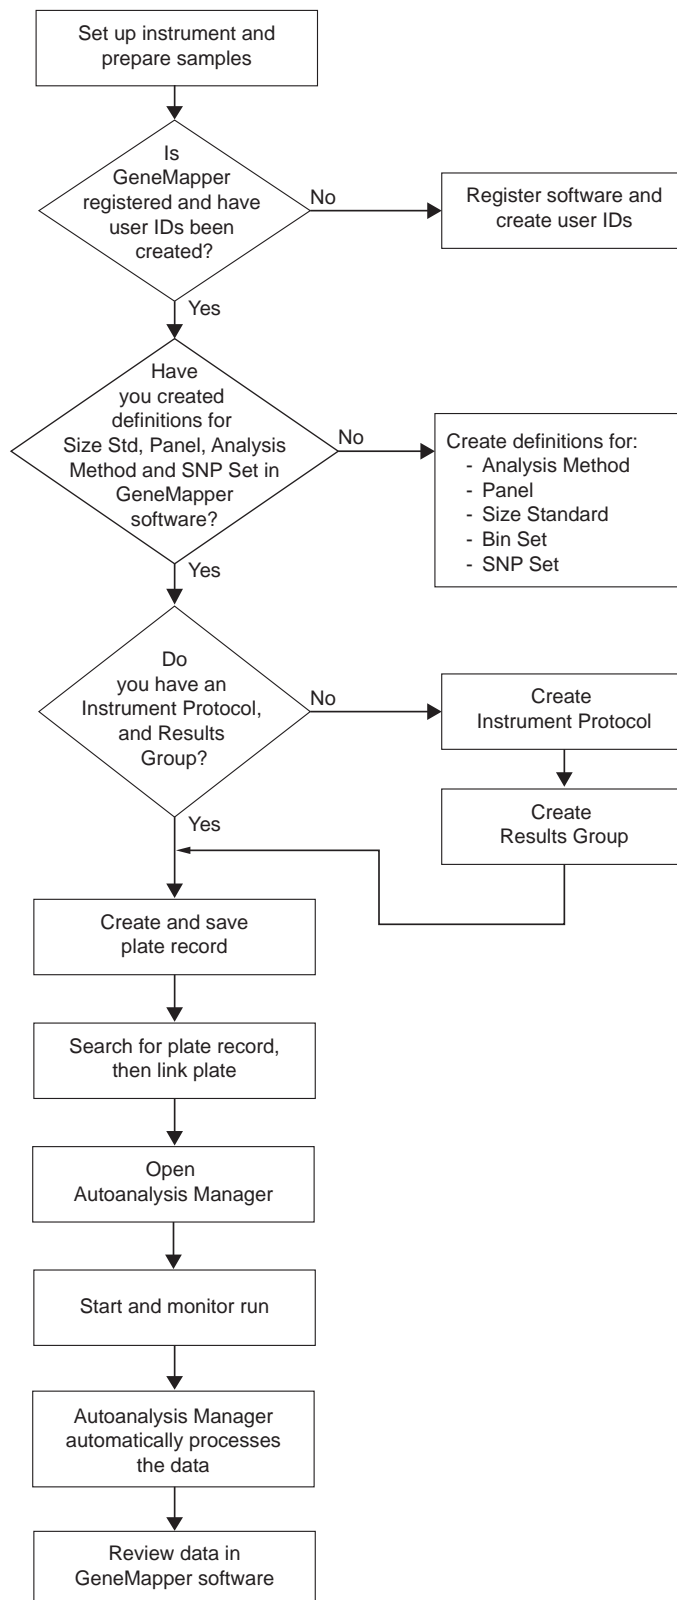 Set up instrument and
prepare samples
Is
GeneMapper
registered and have
user IDs been
created?
No
Register software and
create user IDs
Yes
Have
you created
definitions for
Size Std, Panel, Analysis
Method and SNP Set in
GeneMapper
software?
No
Create definitions for:
- Analysis Method
- Panel
- Size Standard
- Bin Set
- SNP Set
Yes
Do
you have an
Instrument Protocol,
and Results
Group?
No
Create
Instrument Protocol
Create
Results Group
Yes
Create and save
plate record
Search for plate record,
then link plate
Open
Autoanalysis Manager
Start and monitor run
Autoanalysis Manager
automatically processes
the data
Review data in
GeneMapper software